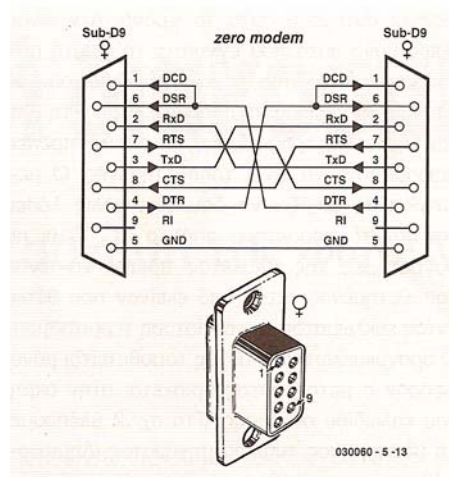 Sub-D9 zero modem Sub-D9
♀ ♀
1 DCD DCD 1
6 DSR DSR 6
2 RxD RxD 2
7 RTS RTS 7
3 TxD TxD 3
8 CTS CTS 8
4 DTR DTR 4
9 RI RI 9
5 GND GND 5
♀
1
9
030060 - 5 -13